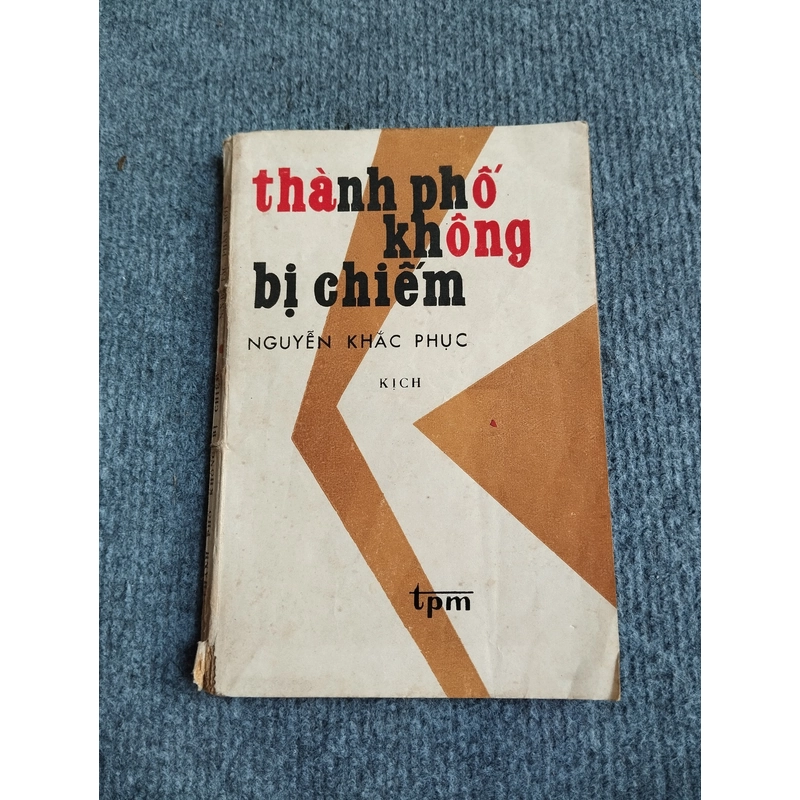 thành phố
không
bị chiếm
NGUYỄN KHẮC PHỤC
KỊCH
tpm